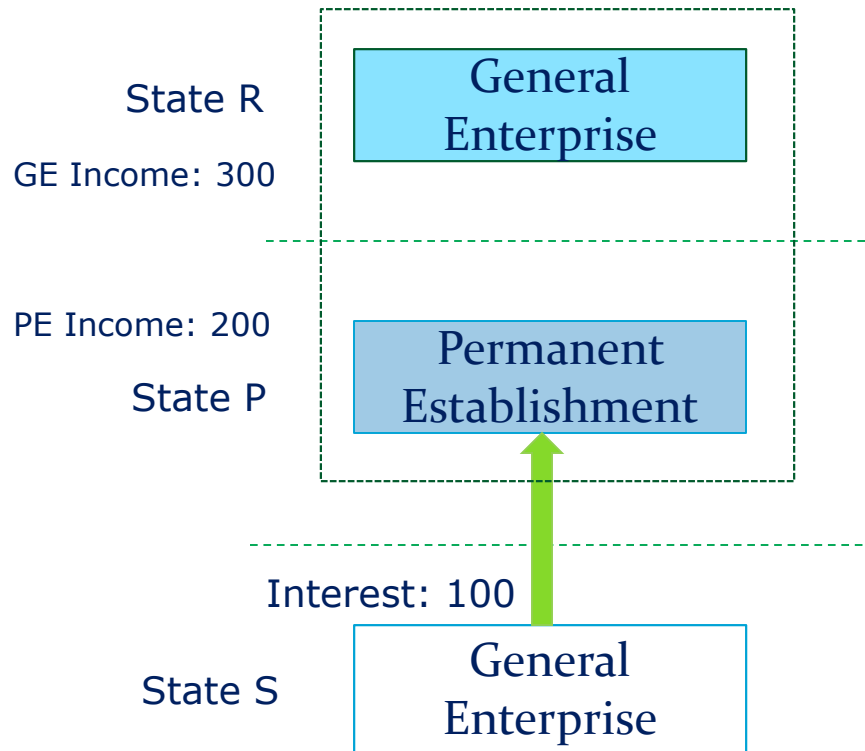 General
Enterprise
State R
GE Income: 300
PE Income: 200
Permanent
Establishment
State P
Interest: 100
General
Enterprise
State S